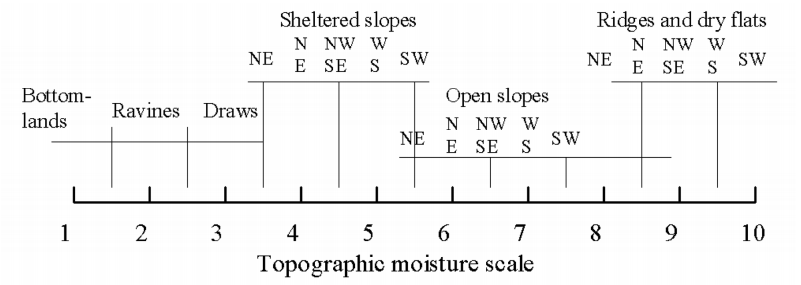 Sheltered slopes
NE N E NW SE W S SW
Ridges and dry flats
NE N E NW SE W S SW
Bottom-
lands
Ravines
Draws
Open slopes
NE N E NW SE W S SW
1 2 3 4 5 6 7 8 9 10
Topographic moisture scale